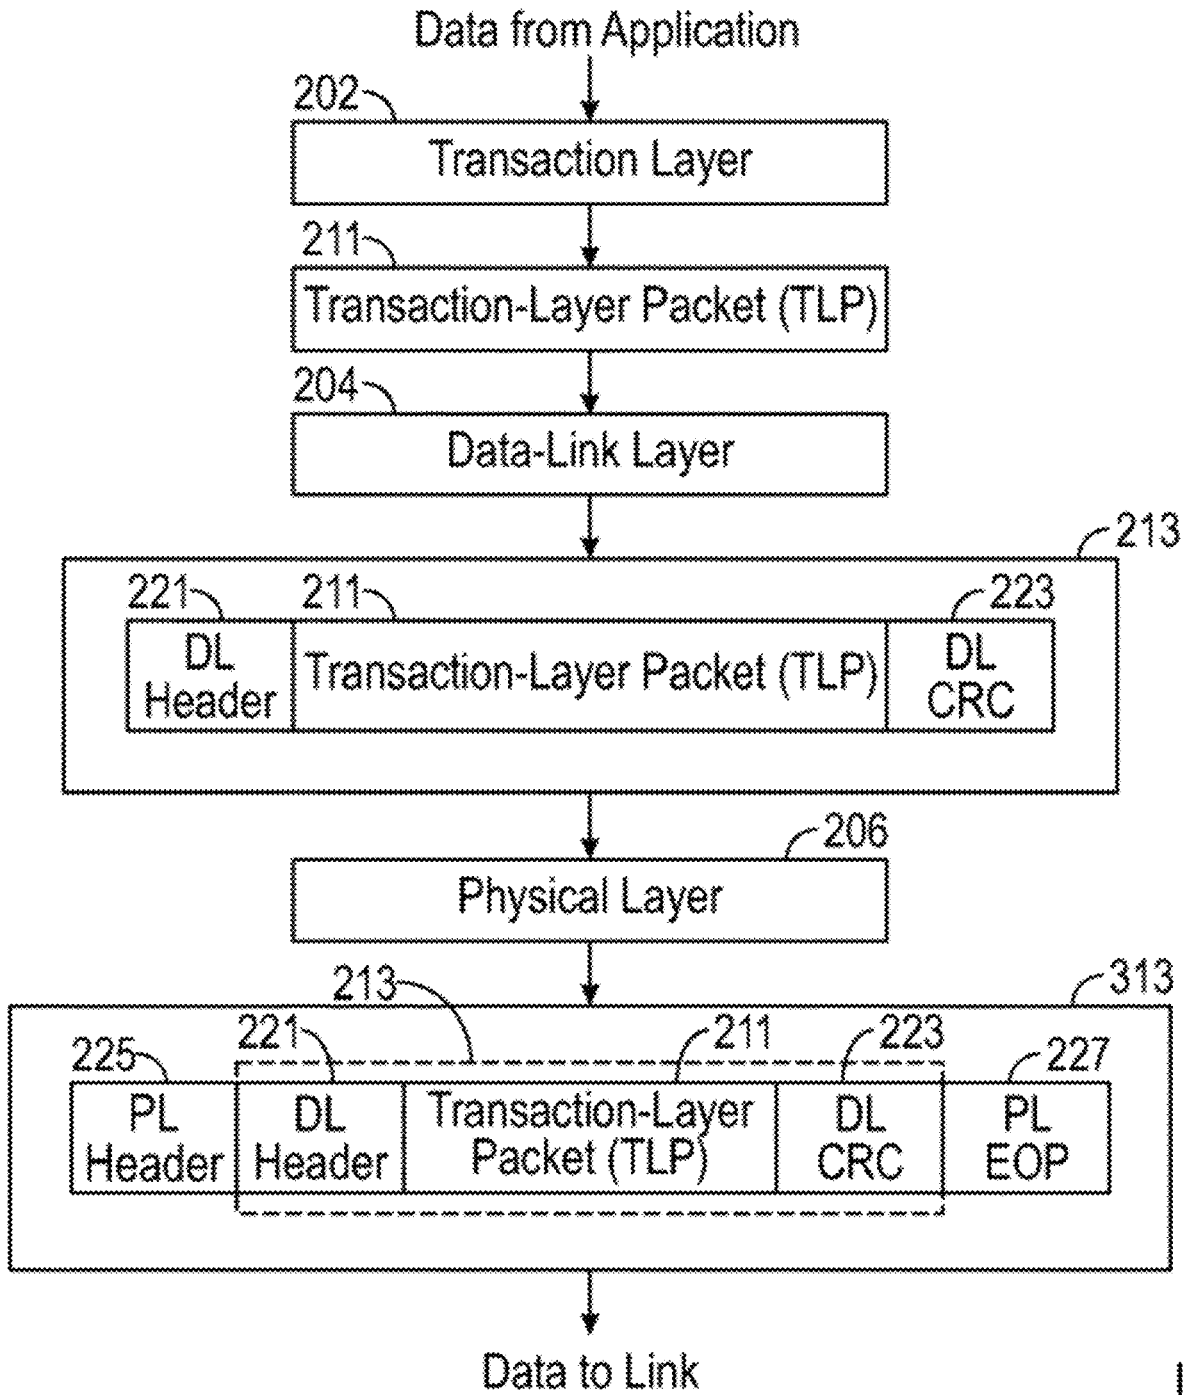 Data from Application
202
Transaction Layer
211
Transaction-Layer Packet (TLP)
204
Data-Link Layer
213
221 211 223
DL Header
Transaction-Layer Packet (TLP)
DL CRC
206
Physical Layer
213 313
225 221 211 223 227
PL Header
DL Header
Transaction-Layer
Packet (TLP)
DL CRC
PL EOP
Data to Link